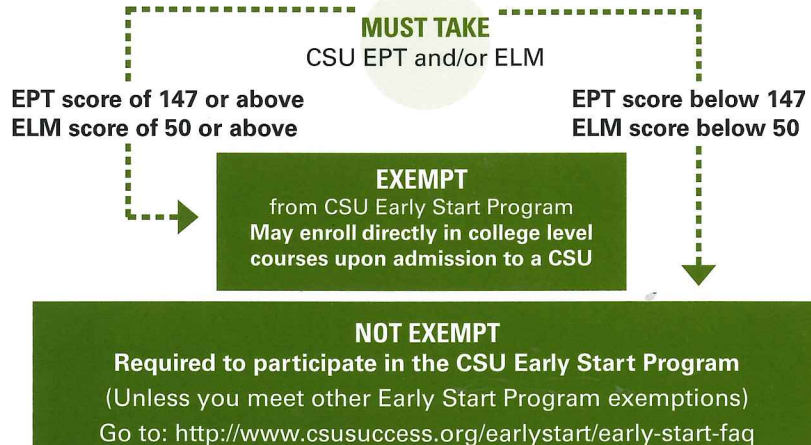 MUST TAKE
CSU EPT and/or ELM
EPT score of 147 or above
ELM score of 50 or above
EPT score below 147
ELM score below 50
EXEMPT
from CSU Early Start Program
May enroll directly in college level
courses upon admission to a CSU
NOT EXEMPT
Required to participate in the CSU Early Start Program
(Unless you meet other Early Start Program exemptions)
Go to: http://www.csusuccess.org/earlystart/early-start-faq